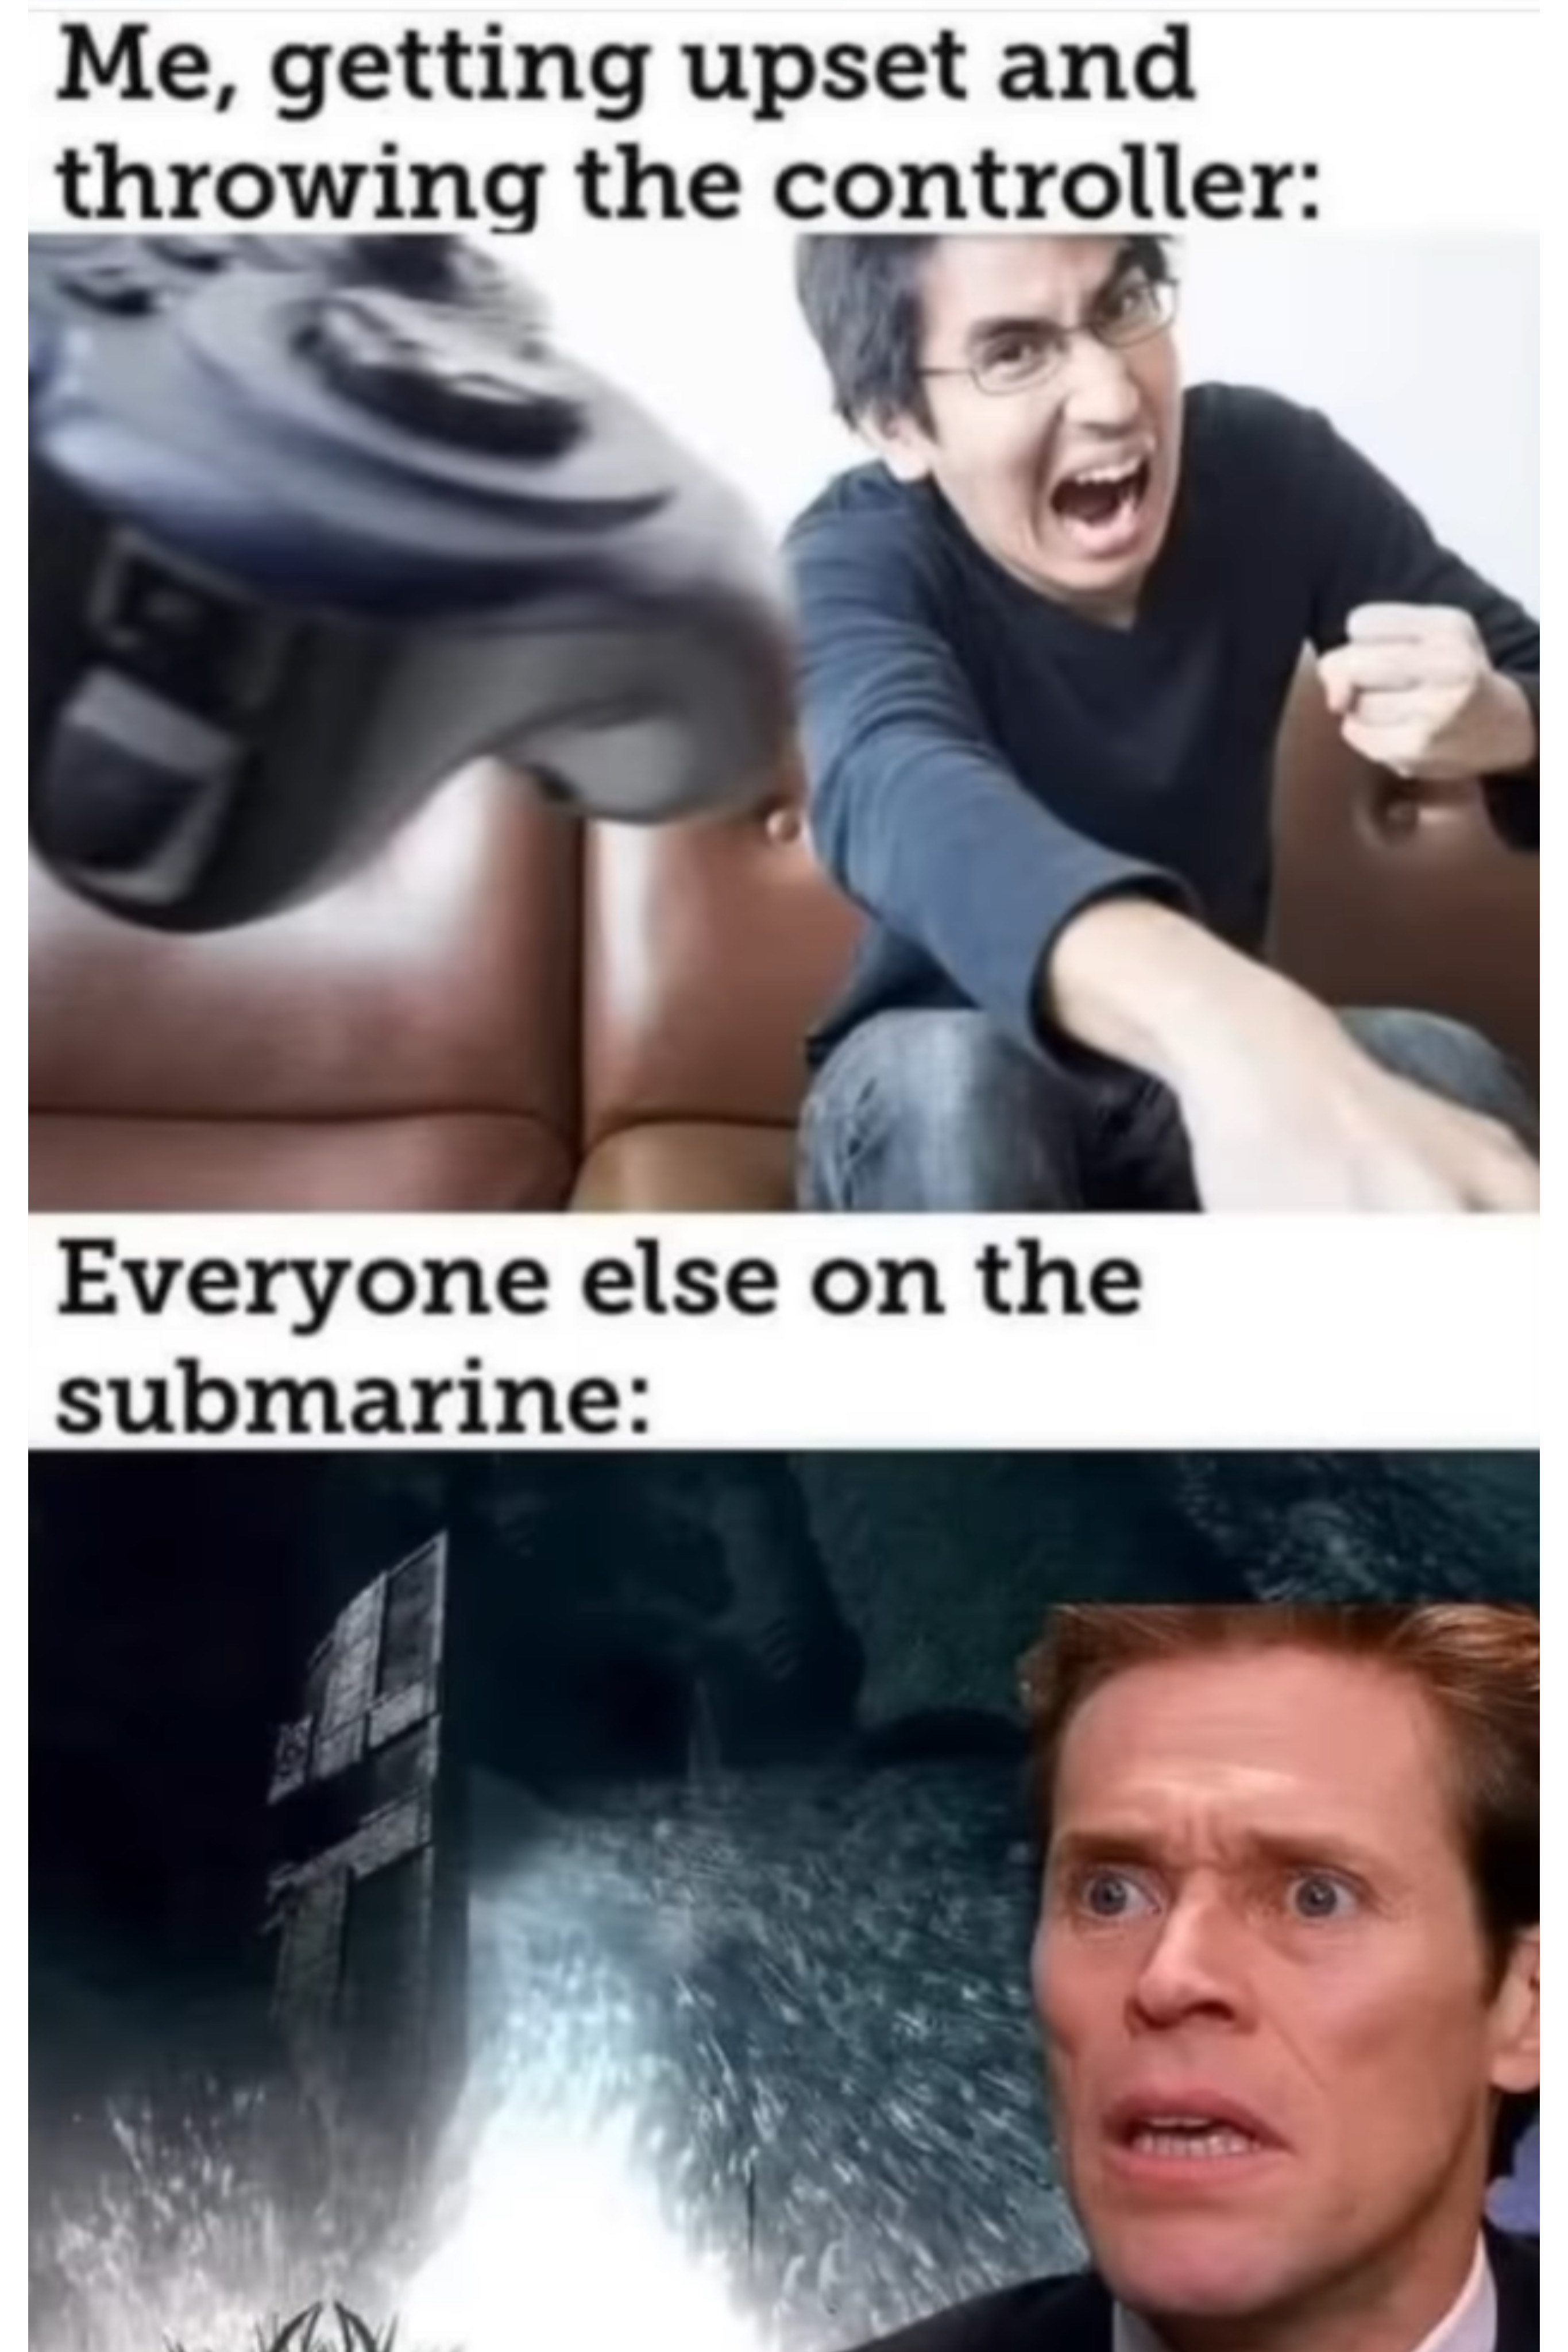 Me, getting upset and
throwing the controller:
Everyone else on the
submarine: